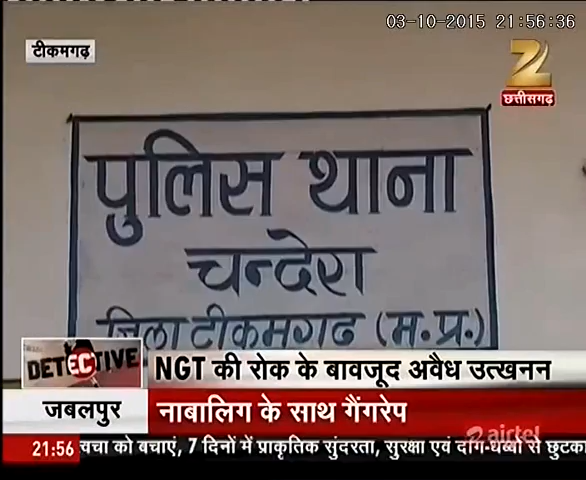 03-10-2015 21:56:36
टीकमगढ़
Z
छत्तीसगढ़
पुलिस थाना
चन्देरा
जिला टीकमगढ (म.प्र.)
DETECTIVE
NGT की रोक के बावजूद अवैध उत्खनन
जबलपुर
नाबालिग के साथ गैंगरेप
airtel
21:56 त्वचा को बचाएं, 7 दिनों में प्राकृतिक सुंदरता, सुरक्षा एवं दाग-धब्बों से छुटका